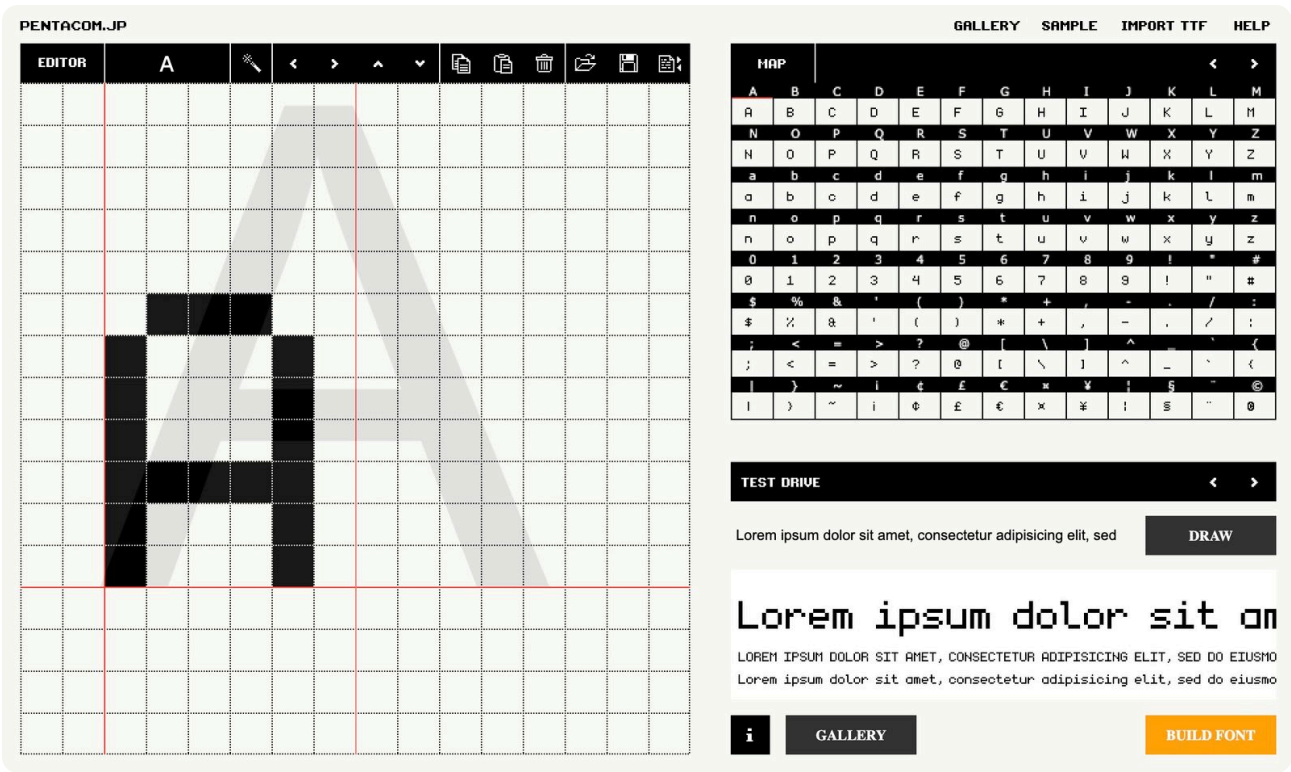 PENTACOM.JP
GALLERY SAMPLE IMPORT TTF HELP
EDITOR A
MAP
A B C D E F G H I J K L M
A B C D E F G H I J K L M
N O P Q R S T U V W X Y Z
N O P Q R S T U V W X Y Z
a b c d e f g h i j k l m
a b c d e f g h i j k l m
n o p q r s t u v w x y z
n o p q r s t u v w x y z
0 1 2 3 4 5 6 7 8 9 ! " #
0 1 2 3 4 5 6 7 8 9 ! " #
$ % & ' ( ) * + , - . / :
$ % & ' ( ) * + , - . / :
; < = > ? @ [ \ ] ^ _ ` {
; < = > ? @ [ \ ] ^ _ ` {
| } ~ i ¢ £ € ¤ ¥ ¦ § ¨ ©
| } ~ i ¢ £ € ¤ ¥ ¦ § ¨ ©
TEST DRIVE
Lorem ipsum dolor sit amet, consectetur adipisicing elit, sed
DRAW
Lorem ipsum dolor sit am
LOREM IPSUM DOLOR SIT AMET, CONSECTETUR ADIPISICING ELIT, SED DO EIUSMO
Lorem ipsum dolor sit amet, consectetur adipisicing elit, sed do eiusmo
i GALLERY BUILD FONT